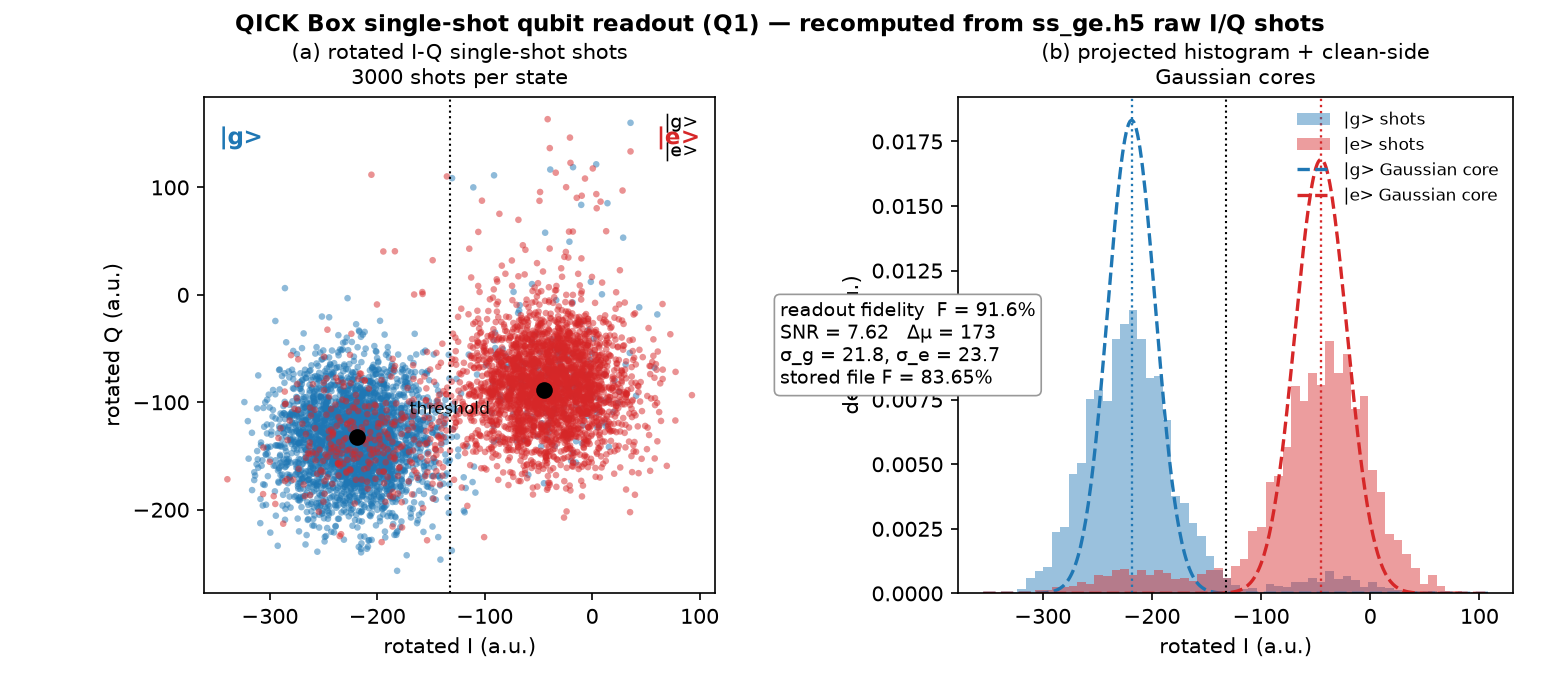 QICK Box single-shot qubit readout (Q1) — recomputed from ss_ge.h5 raw I/Q shots
(a) rotated I-Q single-shot shots
3000 shots per state
|g>
|g>
|e>
|e>
threshold
rotated Q (a.u.)
100
0
−100
−200
−300
−200
−100
0
100
rotated I (a.u.)
(b) projected histogram + clean-side
Gaussian cores
|g> shots
|e> shots
|g> Gaussian core
|e> Gaussian core
readout fidelity  F = 91.6%
SNR = 7.62   Δμ = 173
σ_g = 21.8, σ_e = 23.7
stored file F = 83.65%
0.0175
0.0150
0.0125
0.0075
0.0050
0.0025
0.0000
−300
−200
−100
0
100
rotated I (a.u.)